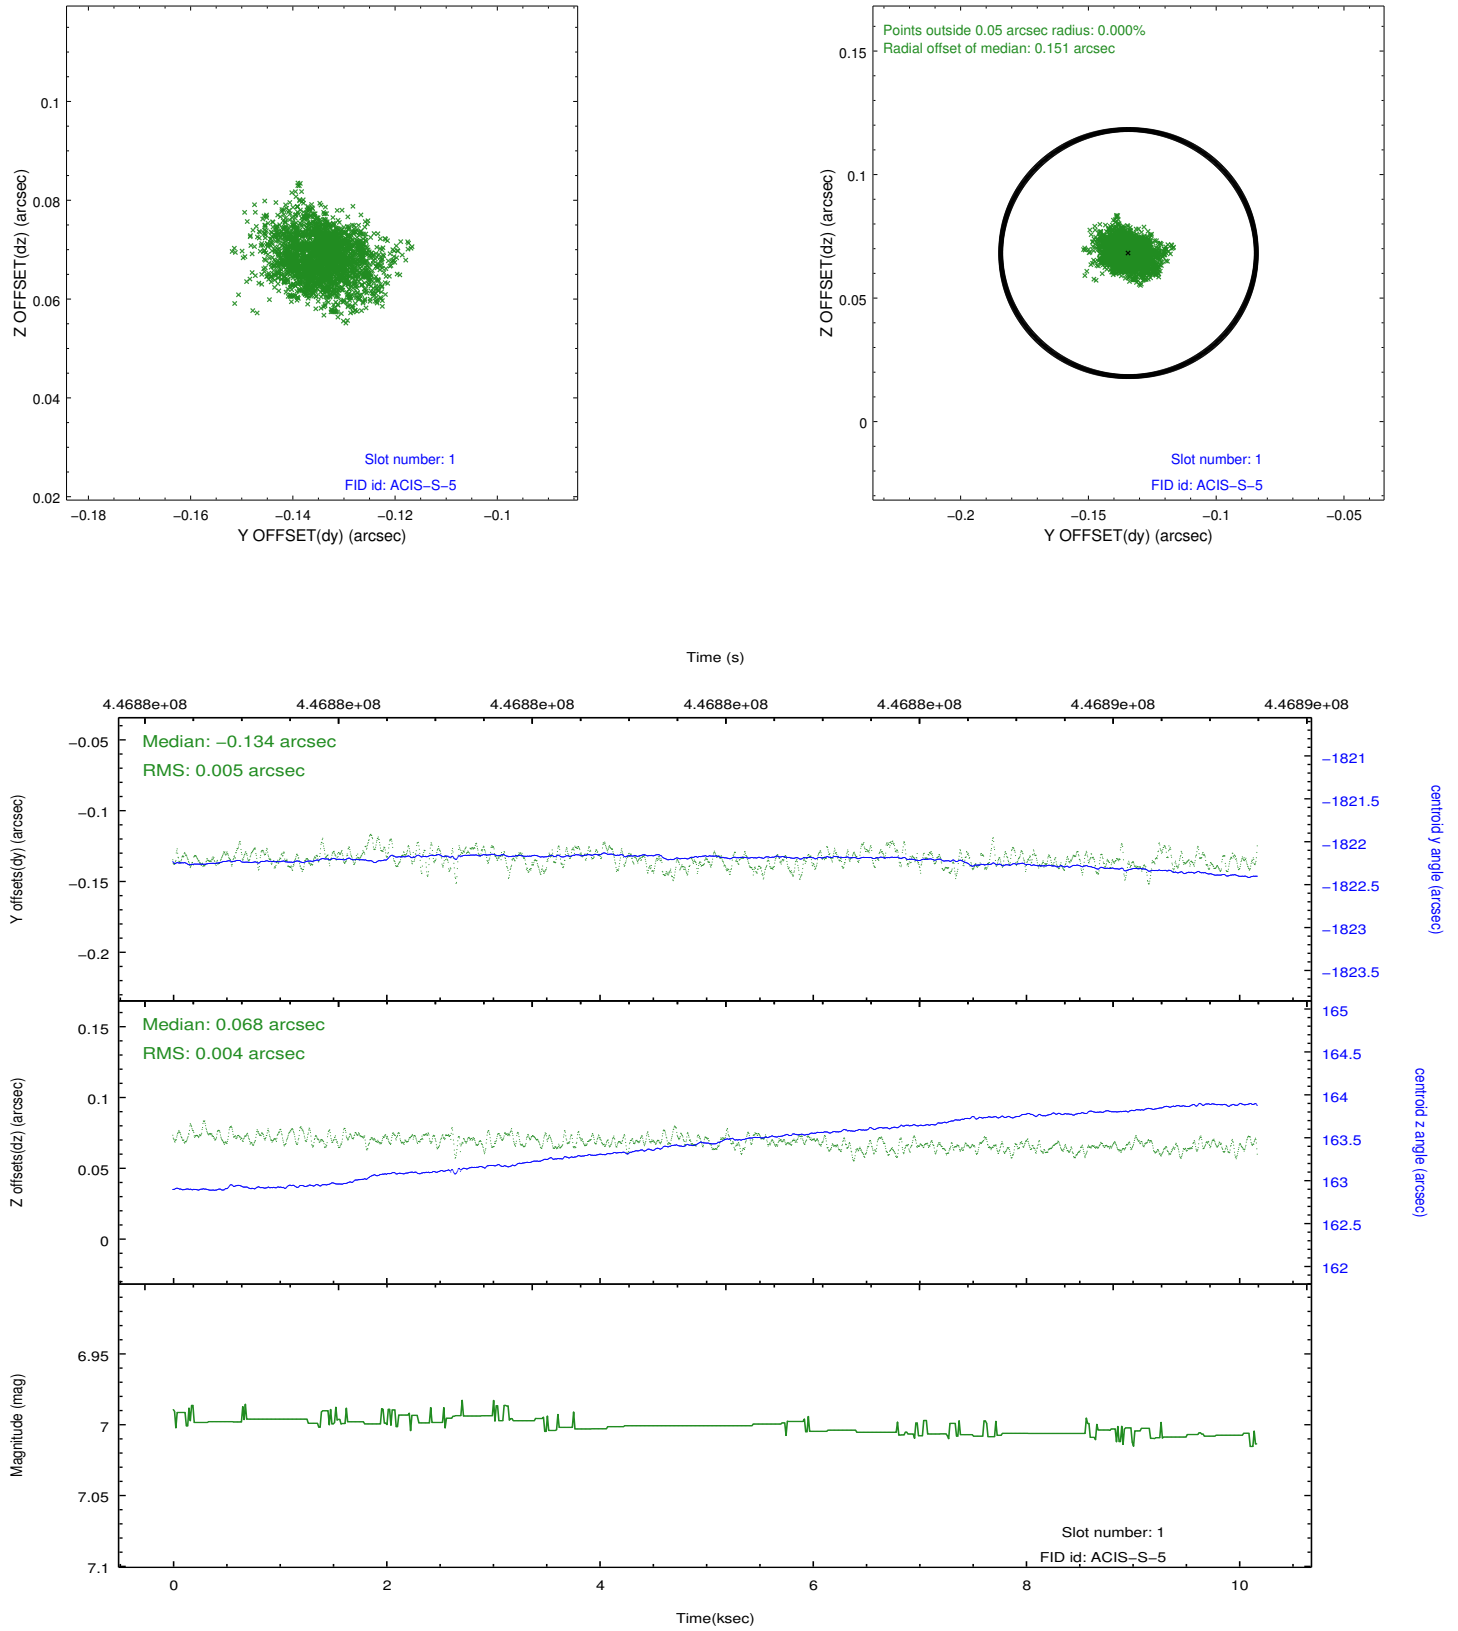 0.1
0.08
0.06
0.04
0.02
Z OFFSET(dz) (arcsec)
Slot number: 1
FID id: ACIS−S−5
−0.18 −0.16 −0.14 −0.12 −0.1
Y OFFSET(dy) (arcsec)
Points outside 0.05 arcsec radius: 0.000%
Radial offset of median: 0.151 arcsec
0.15
0.1
0.05
0
Z OFFSET(dz) (arcsec)
Slot number: 1
FID id: ACIS−S−5
−0.2 −0.15 −0.1 −0.05
Y OFFSET(dy) (arcsec)
Time (s)
4.4688e+08 4.4688e+08 4.4688e+08 4.4688e+08 4.4688e+08 4.4689e+08 4.4689e+08
Median: −0.134 arcsec
RMS: 0.005 arcsec
−0.05
−0.1
−0.15
−0.2
Y offsets(dy) (arcsec)
−1821
−1821.5
−1822
−1822.5
−1823
−1823.5
centroid y angle (arcsec)
Median: 0.068 arcsec
RMS: 0.004 arcsec
0.15
0.1
0.05
0
Z offsets(dz) (arcsec)
165
164.5
164
163.5
163
162.5
162
centroid z angle (arcsec)
6.95
7
7.05
7.1
Magnitude (mag)
Slot number: 1
FID id: ACIS−S−5
0 2 4 6 8 10
Time(ksec)